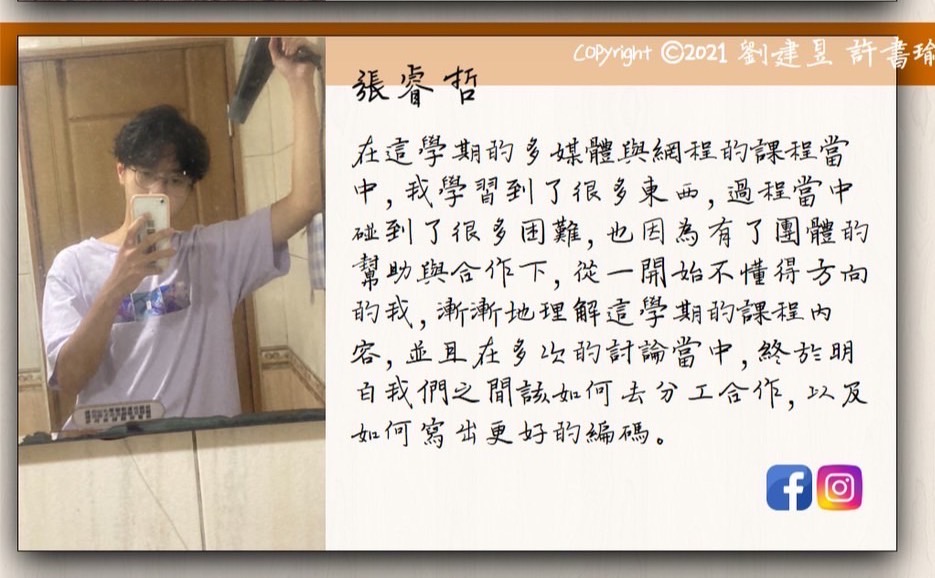 Copyright ©2021 劉建昱 許書瑜
張睿哲
在這學期的多媒體與網程的課程當
中,我學習到了很多東西,過程當中
碰到了很多困難,也因為有了團體的
幫助與合作下,從一開始不懂得方向
的我,漸漸地理解這學期的課程內
容,並且在多次的討論當中,終於明
白我們之間該如何去分工合作,以及
如何寫出更好的編碼。